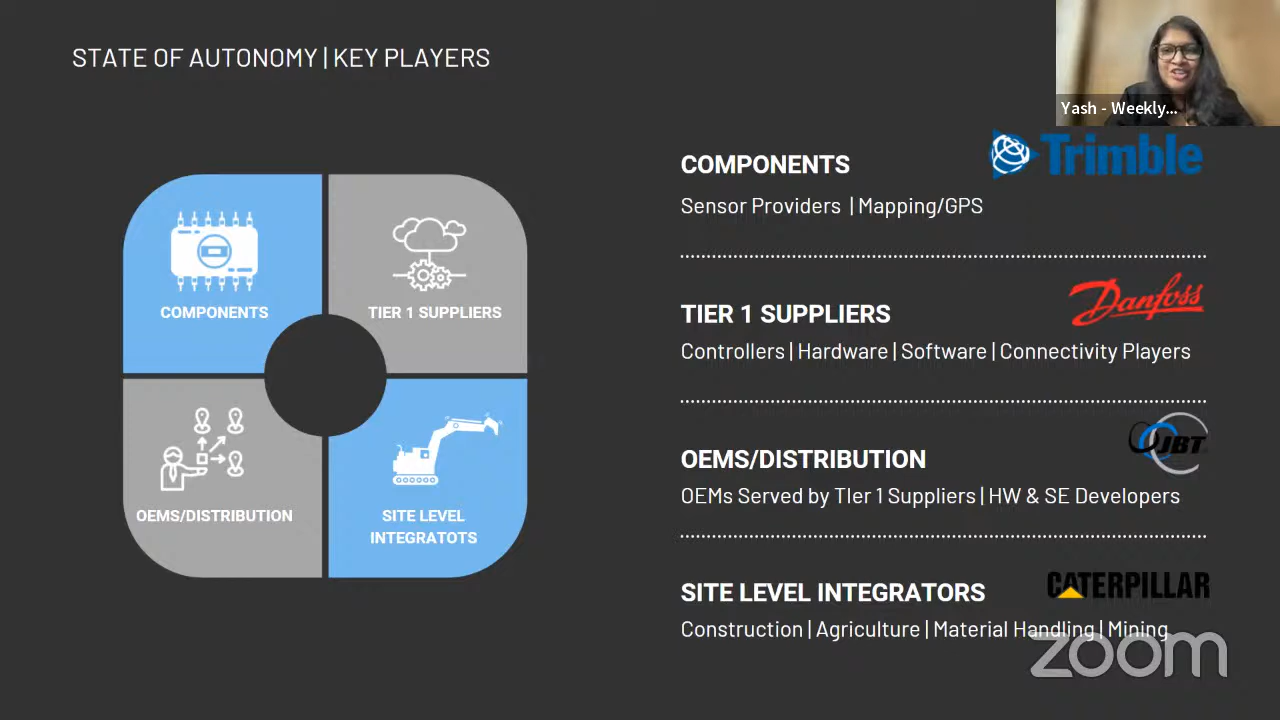 STATE OF AUTONOMY | KEY PLAYERS
Yash - Weekly...
COMPONENTS
TIER 1 SUPPLIERS
OEMS/DISTRIBUTION
SITE LEVEL
INTEGRATOTS
COMPONENTS
Trimble
Sensor Providers | Mapping/GPS
TIER 1 SUPPLIERS
Danfoss
Controllers | Hardware | Software | Connectivity Players
OEMS/DISTRIBUTION
JBT
OEMs Served by TIer 1 Suppliers | HW & SE Developers
SITE LEVEL INTEGRATORS
CATERPILLAR
Construction | Agriculture | Material Handling | Mining
zoom